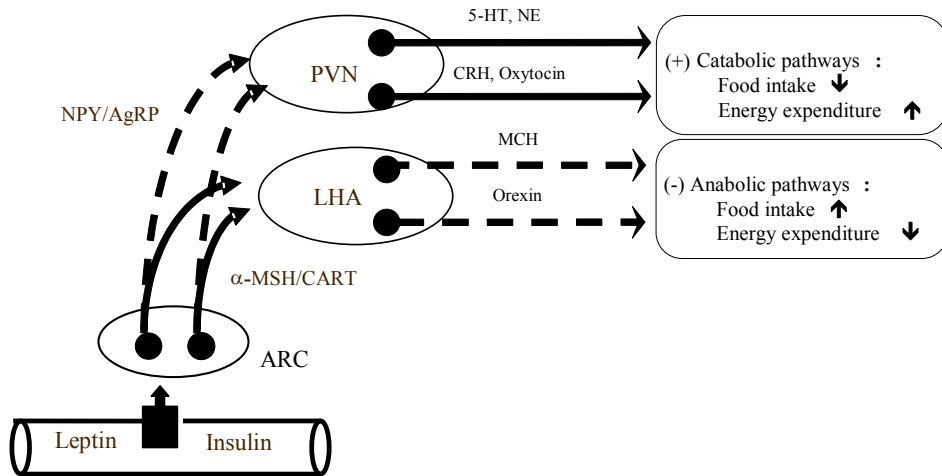 5-HT, NE
PVN
CRH, Oxytocin
(+) Catabolic pathways :
Food intake ↓
Energy expenditure ↑
NPY/AgRP
MCH
LHA
Orexin
(-) Anabolic pathways :
Food intake ↑
Energy expenditure ↓
α-MSH/CART
ARC
Leptin Insulin